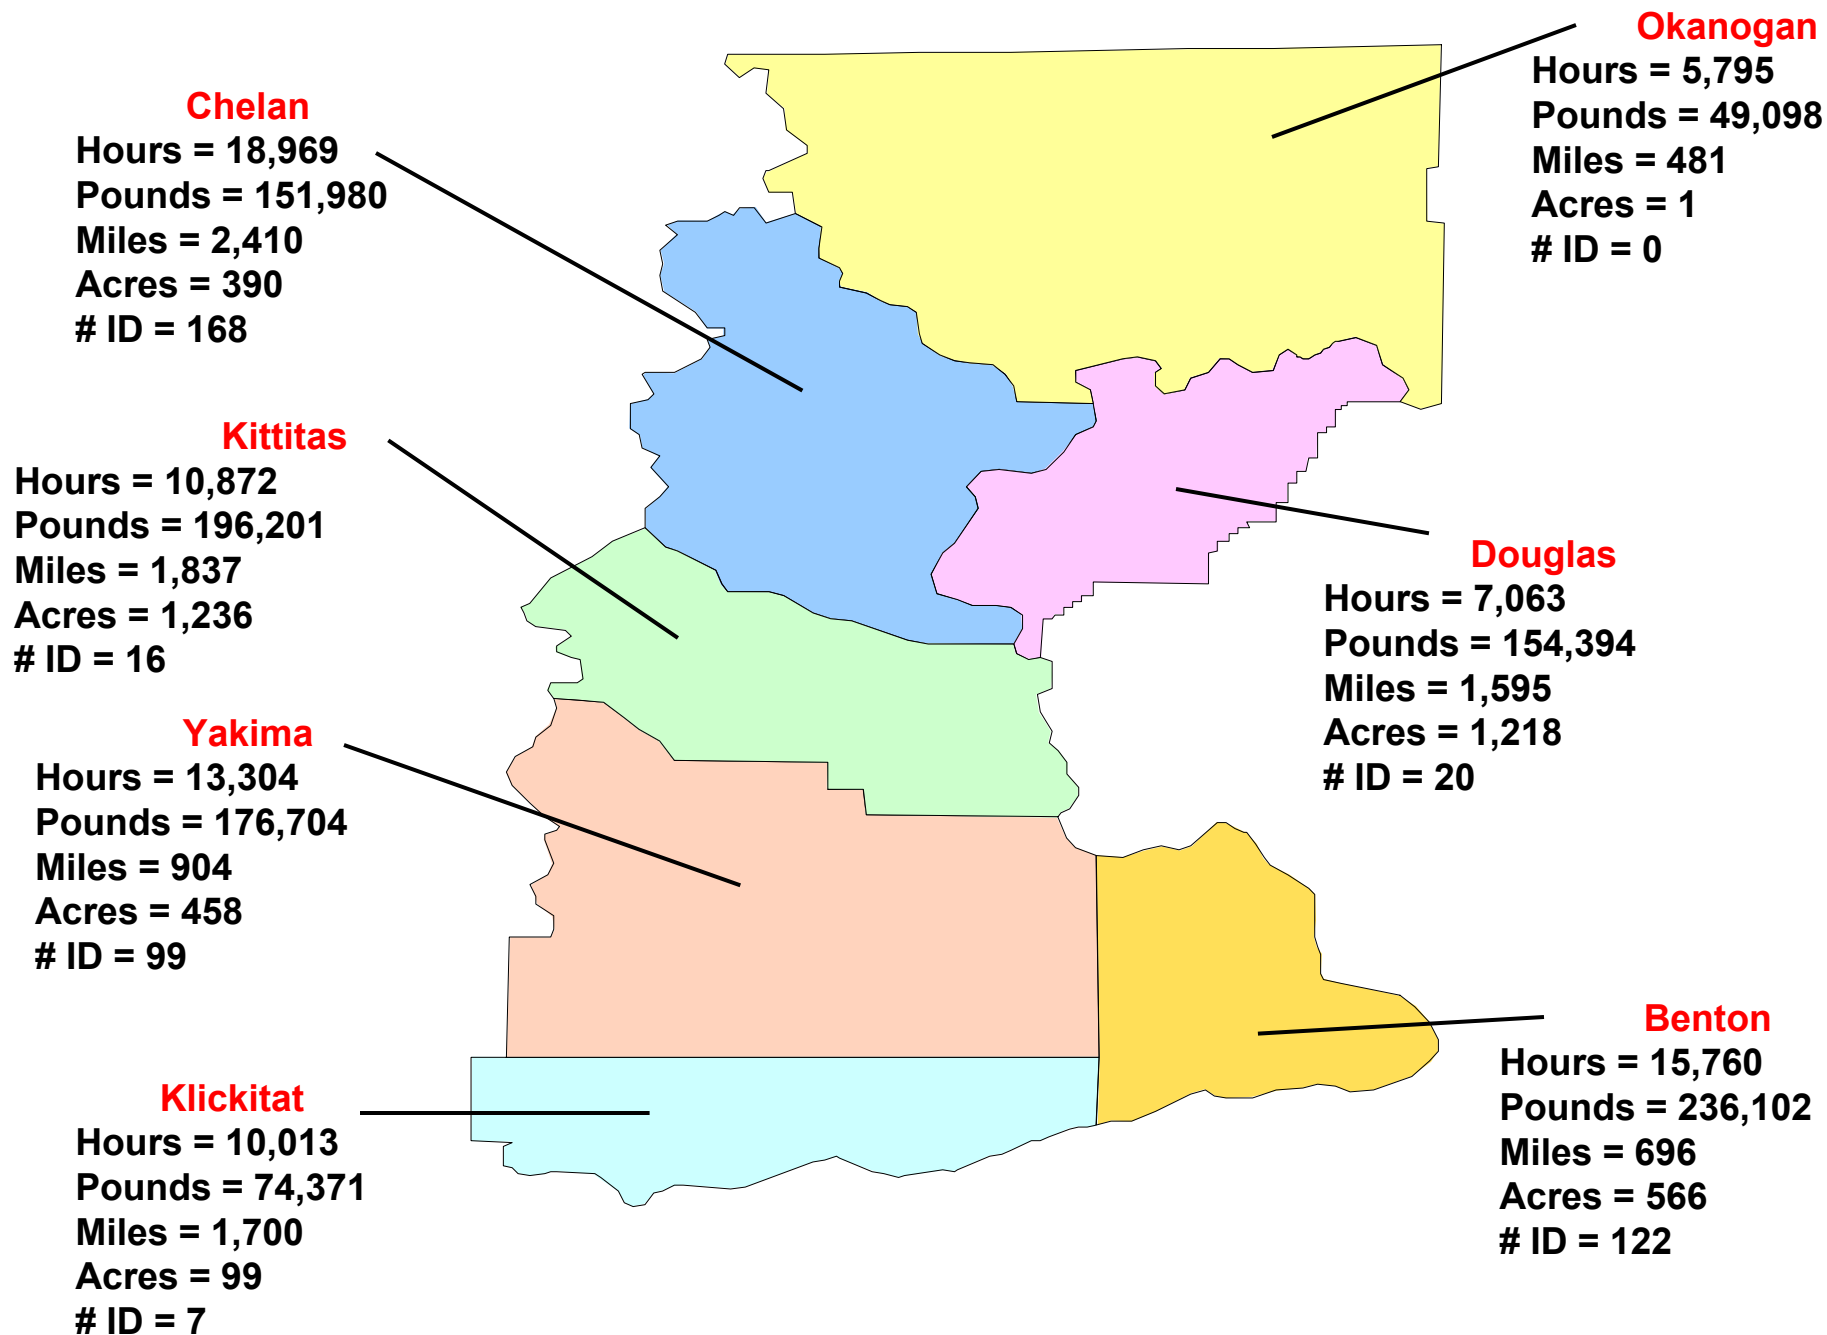 Okanogan
Hours = 5,795
Pounds = 49,098
Miles = 481
Acres = 1
# ID = 0
Chelan
Hours = 18,969
Pounds = 151,980
Miles = 2,410
Acres = 390
# ID = 168
Kittitas
Hours = 10,872
Pounds = 196,201
Miles = 1,837
Acres = 1,236
# ID = 16
Douglas
Hours = 7,063
Pounds = 154,394
Miles = 1,595
Acres = 1,218
# ID = 20
Yakima
Hours = 13,304
Pounds = 176,704
Miles = 904
Acres = 458
# ID = 99
Benton
Hours = 15,760
Pounds = 236,102
Miles = 696
Acres = 566
# ID = 122
Klickitat
Hours = 10,013
Pounds = 74,371
Miles = 1,700
Acres = 99
# ID = 7